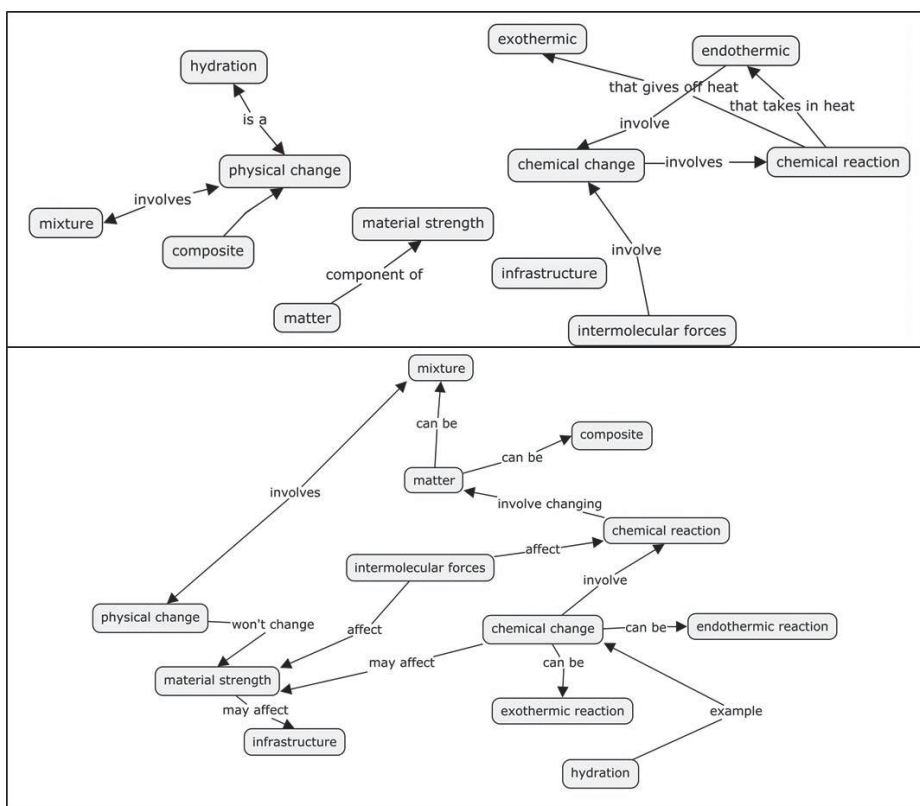 exothermic
endothermic
hydration
that gives off heat
that takes in heat
is a
involve
physical change
chemical change
involves
chemical reaction
involves
mixture
material strength
composite
involve
infrastructure
component of
matter
intermolecular forces
mixture
can be
composite
can be
matter
involves
involve changing
chemical reaction
affect
intermolecular forces
involve
physical change
won't change
affect
chemical change
can be
endothermic reaction
may affect
can be
material strength
may affect
exothermic reaction
example
infrastructure
hydration